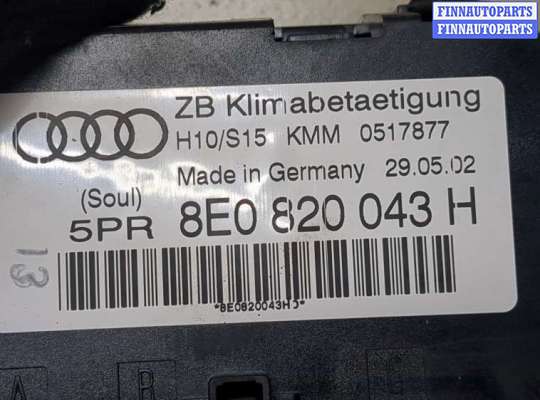 FINNAUTOPARTS
FINNAUTOPARTS
ZB Klimabetaetigung
H10/S15 KMM 0517877
Made in Germany 29.05.02
(Soul)
5PR 8E0 820 043 H
*8E0820043HD*
A